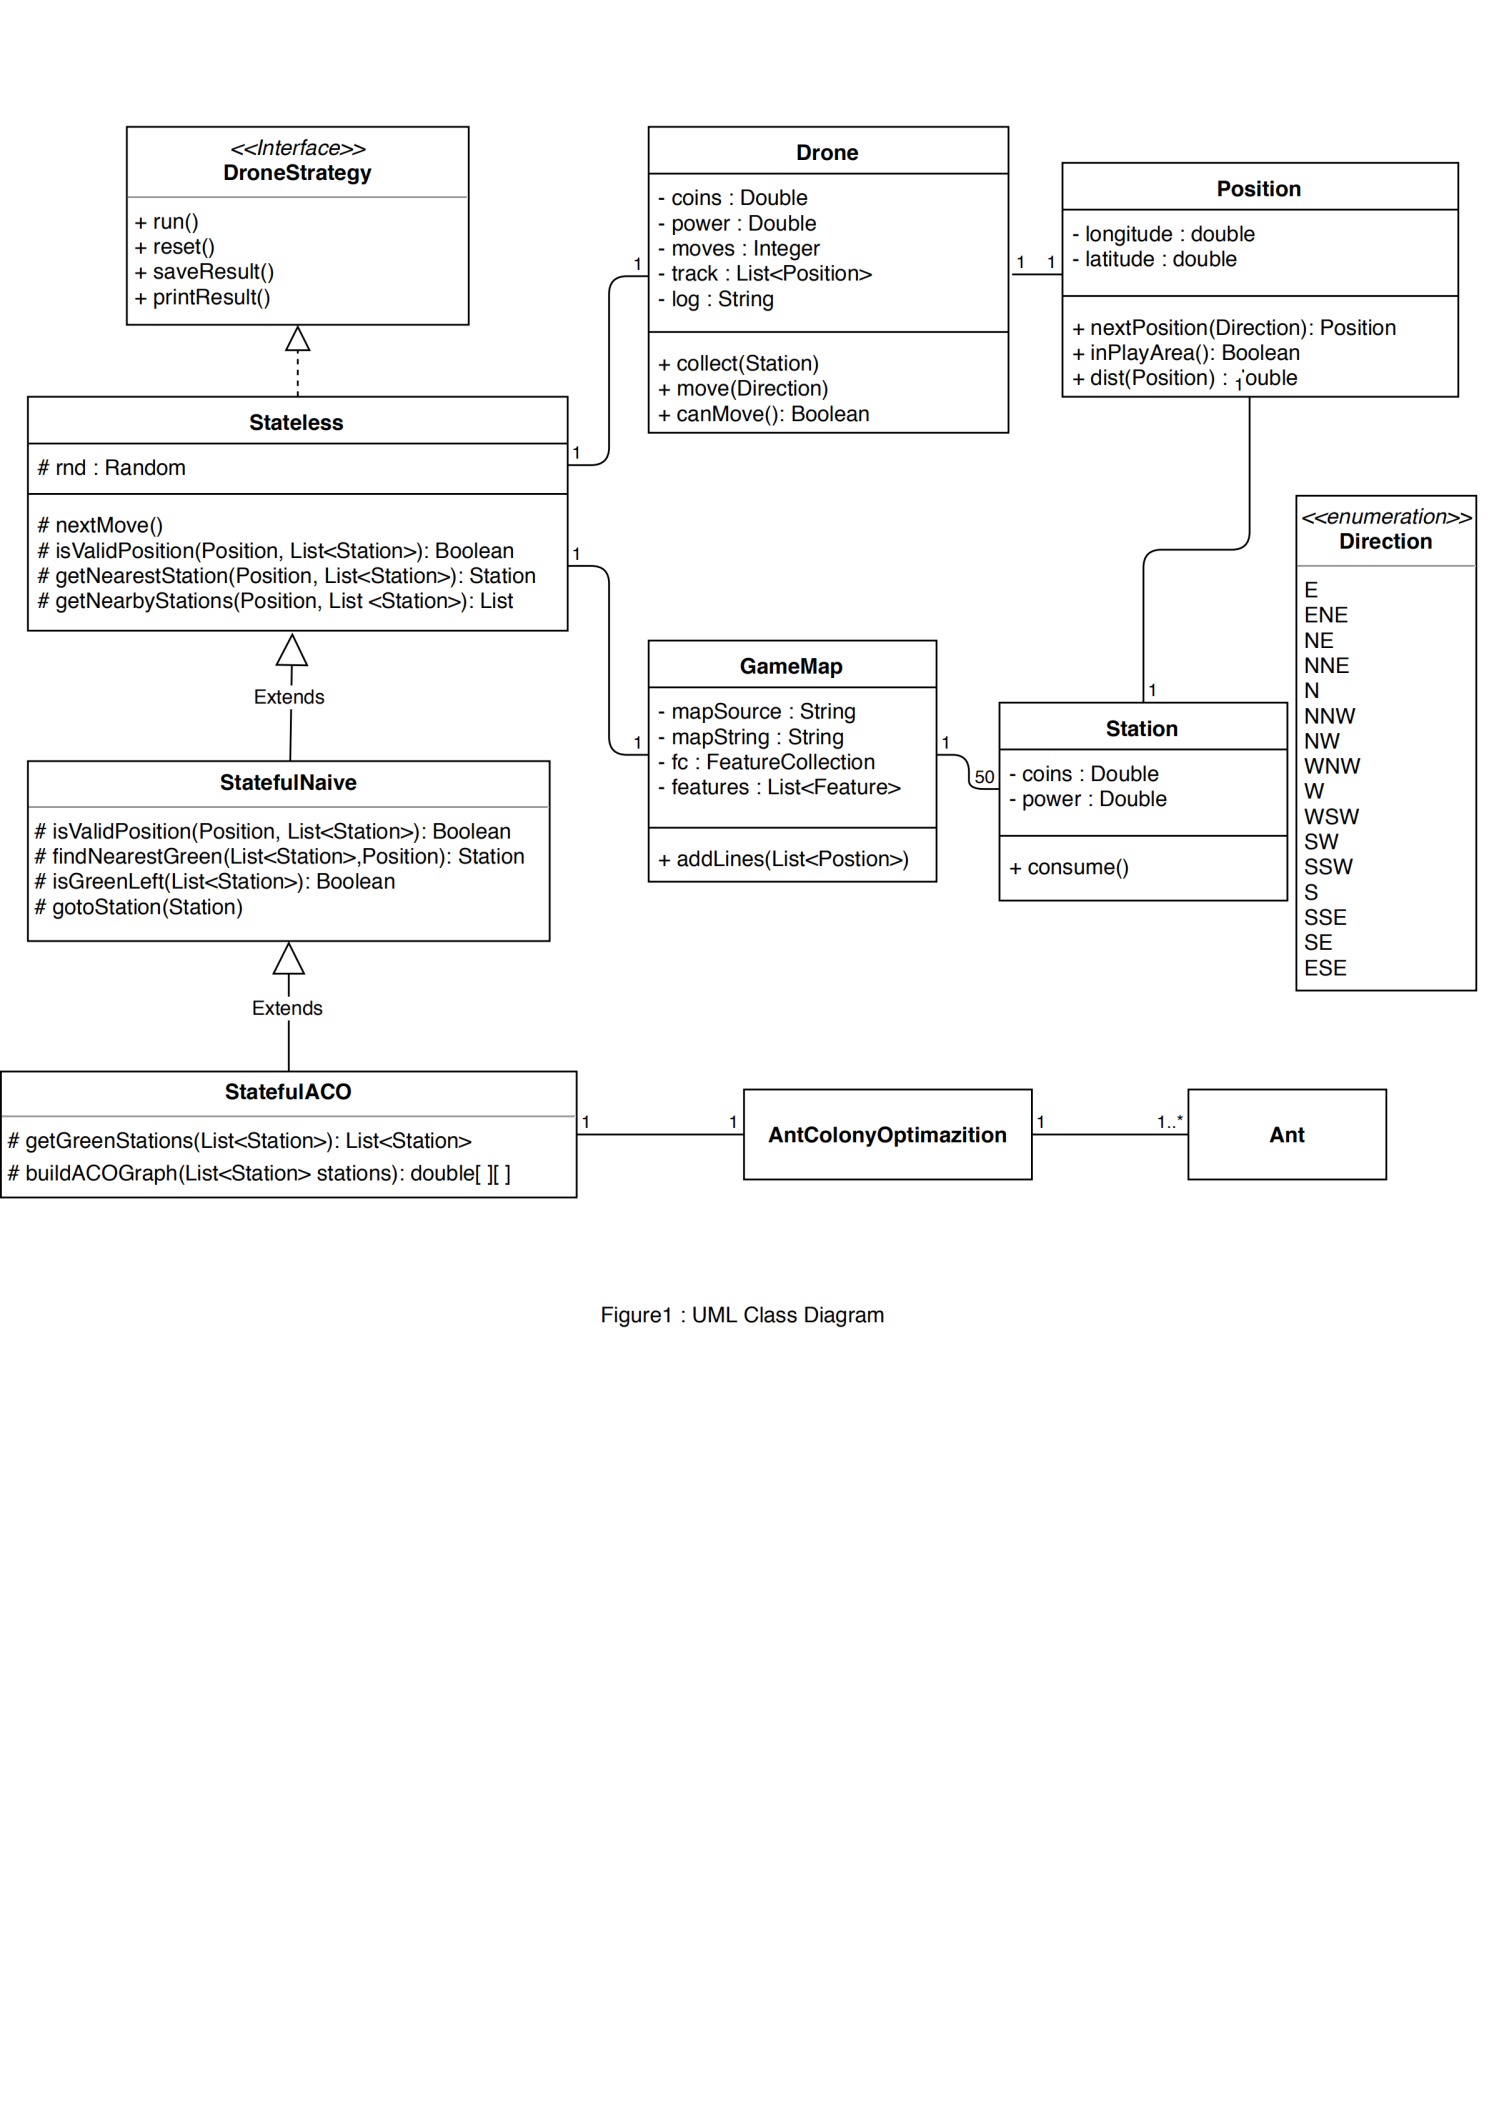 <<Interface>>
DroneStrategy
+ run()
+ reset()
+ saveResult()
+ printResult()
Drone
- coins : Double
- power : Double
- moves : Integer
- track : List<Position>
- log : String
+ collect(Station)
+ move(Direction)
+ canMove(): Boolean
1
1
1
Position
- longitude : double
- latitude : double
+ nextPosition(Direction): Position
+ inPlayArea(): Boolean
+ dist(Position) : ouble
1
Stateless
# rnd : Random
# nextMove()
# isValidPosition(Position, List<Station>): Boolean
# getNearestStation(Position, List<Station>): Station
# getNearbyStations(Position, List <Station>): List
1
1
Extends
<<enumeration>>
Direction
E
ENE
NE
NNE
N
NNW
NW
WNW
W
WSW
SW
SSW
S
SSE
SE
ESE
GameMap
- mapSource : String
- mapString : String
- fc : FeatureCollection
- features : List<Feature>
+ addLines(List<Postion>)
1
1
50
1
Station
- coins : Double
- power : Double
+ consume()
StatefulNaive
# isValidPosition(Position, List<Station>): Boolean
# findNearestGreen(List<Station>,Position): Station
# isGreenLeft(List<Station>): Boolean
# gotoStation(Station)
Extends
StatefulACO
# getGreenStations(List<Station>): List<Station>
# buildACOGraph(List<Station> stations): double[ ][ ]
1
1
AntColonyOptimazition
1
1..*
Ant
Figure1 : UML Class Diagram